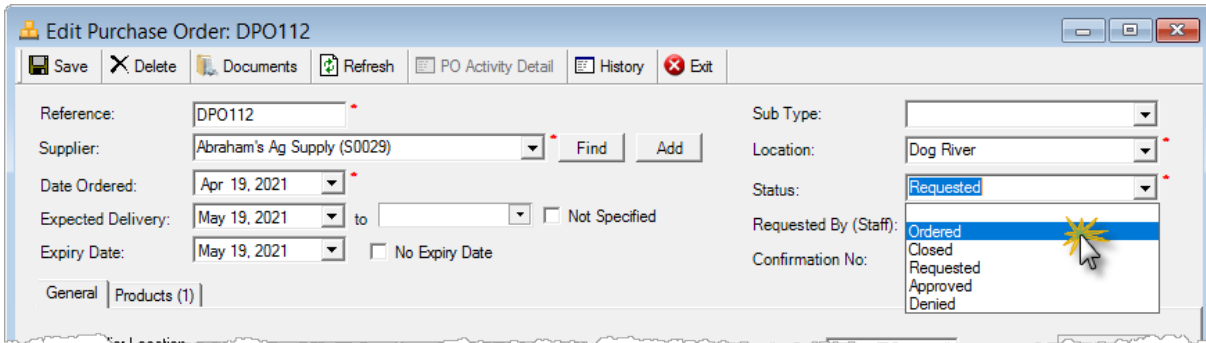 Edit Purchase Order: DPO112
Save Delete Documents Refresh PO Activity Detail History Exit
Reference: DPO112 * Sub Type:
Supplier: Abraham's Ag Supply (S0029) * Find Add Location: Dog River *
Date Ordered: Apr 19, 2021 * Status: Requested *
Expected Delivery: May 19, 2021 to Not Specified Requested By (Staff):
Ordered
Expiry Date: May 19, 2021 No Expiry Date Confirmation No:
Closed
Requested
Approved
Denied
General Products (1)